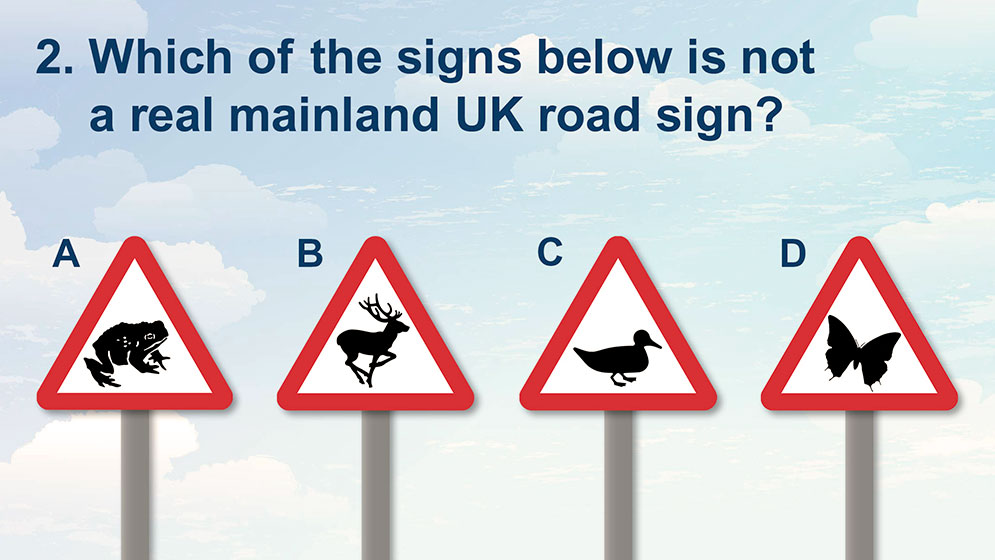 2. Which of the signs below is not
a real mainland UK road sign?
A
B
C
D